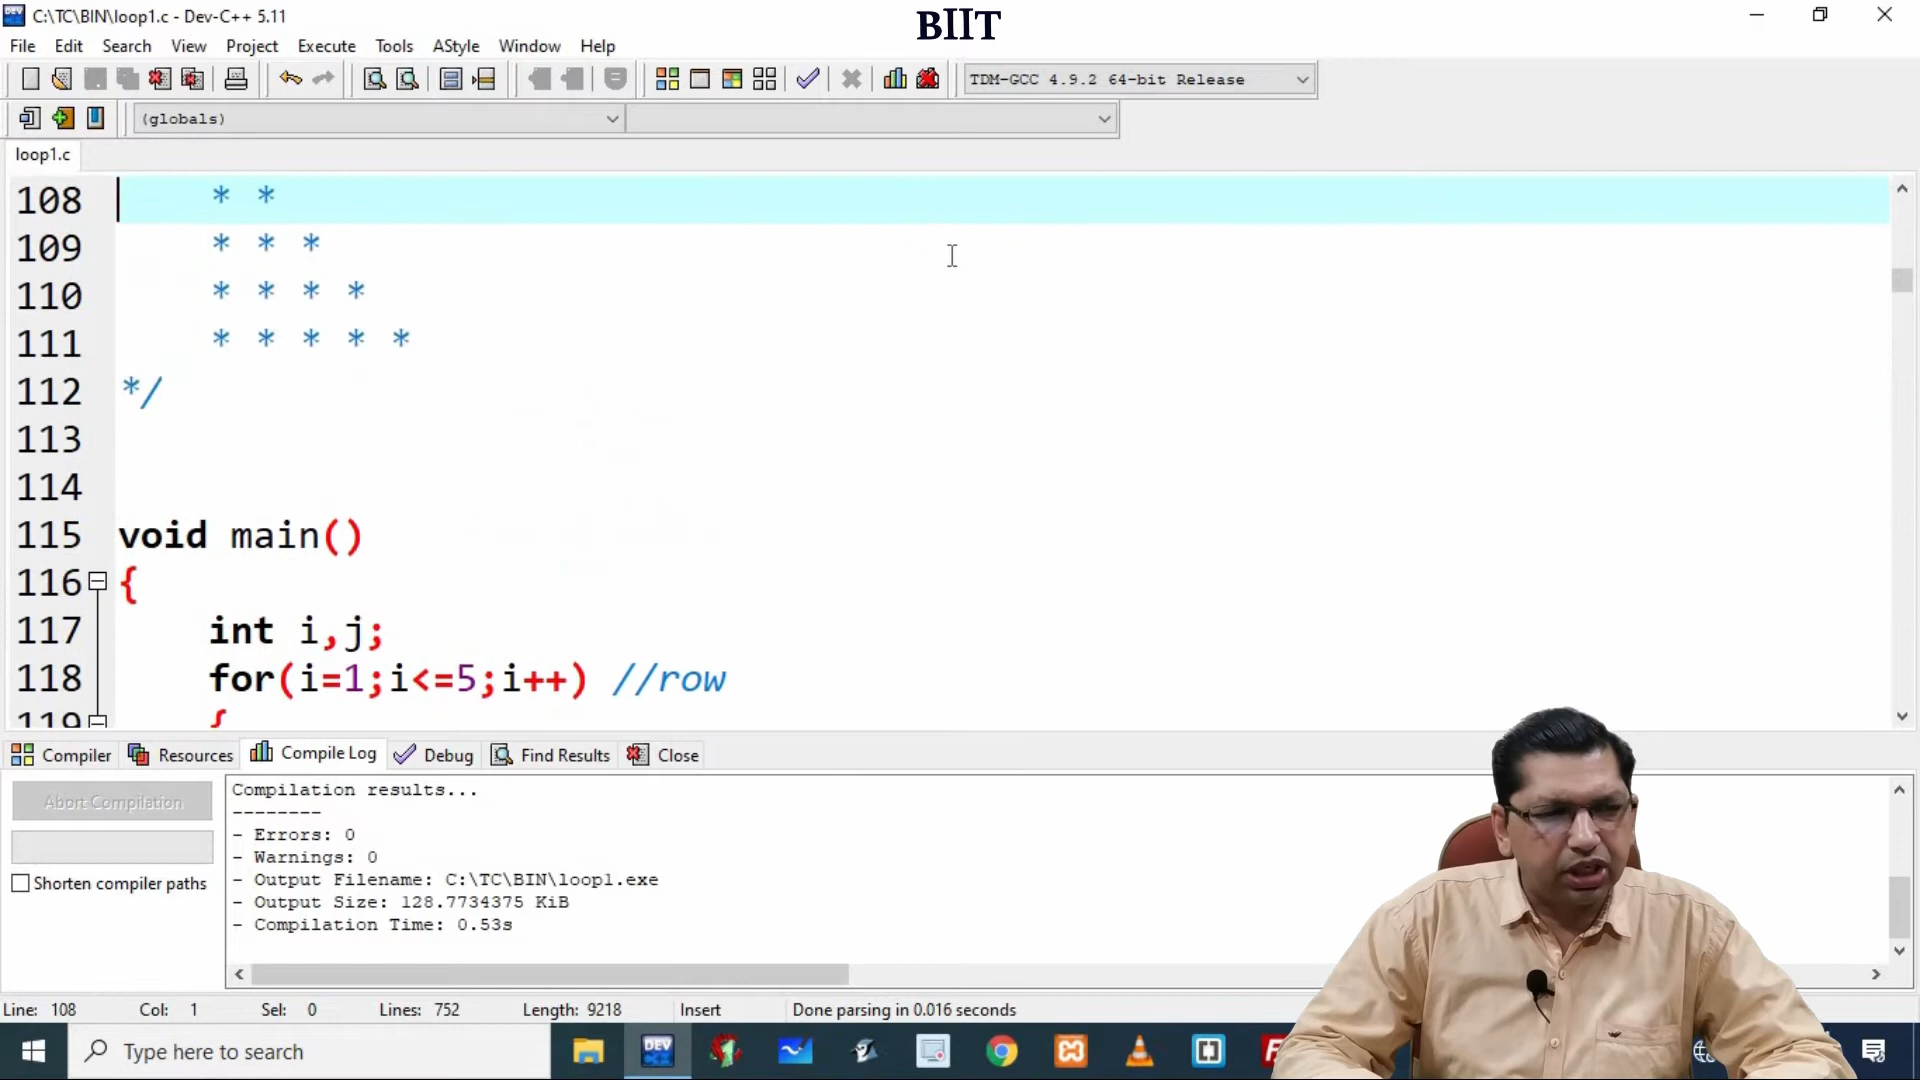 C:\TC\BIN\loop1.c - Dev-C++ 5.11
BIIT
File Edit Search View Project Execute Tools AStyle Window Help
TDM-GCC 4.9.2 64-bit Release
(globals)
loop1.c
108 * *
109 * * *
110 * * * *
111 * * * * *
112 */
113
114
115 void main()
116 {
117 int i,j;
118 for(i=1;i<=5;i++) //row
119 {
Compiler Resources Compile Log Debug Find Results Close
Abort Compilation
Shorten compiler paths
Compilation results...
--------
- Errors: 0
- Warnings: 0
- Output Filename: C:\TC\BIN\loop1.exe
- Output Size: 128.7734375 KiB
- Compilation Time: 0.53s
Line: 108 Col: 1 Sel: 0 Lines: 752 Length: 9218 Insert Done parsing in 0.016 seconds
DEV
Type here to search